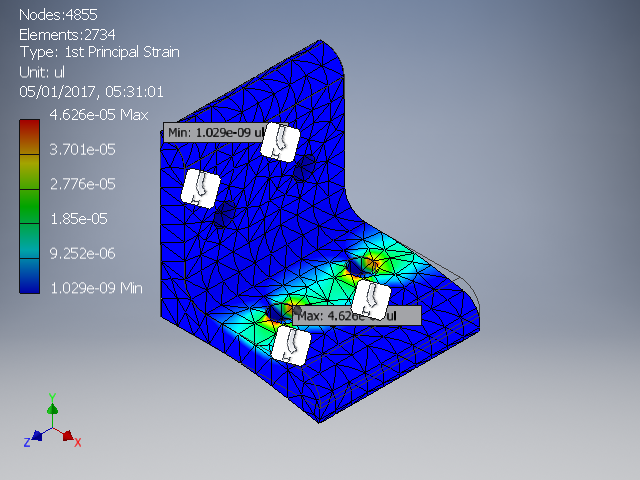 Nodes:4855
Elements:2734
Type: 1st Principal Strain
Unit: ul
05/01/2017, 05:31:01
4.626e-05 Max
3.701e-05
2.776e-05
1.85e-05
9.252e-06
1.029e-09 Min
Min: 1.029e-09 ul
Max: 4.626e ul
Y
Z
X